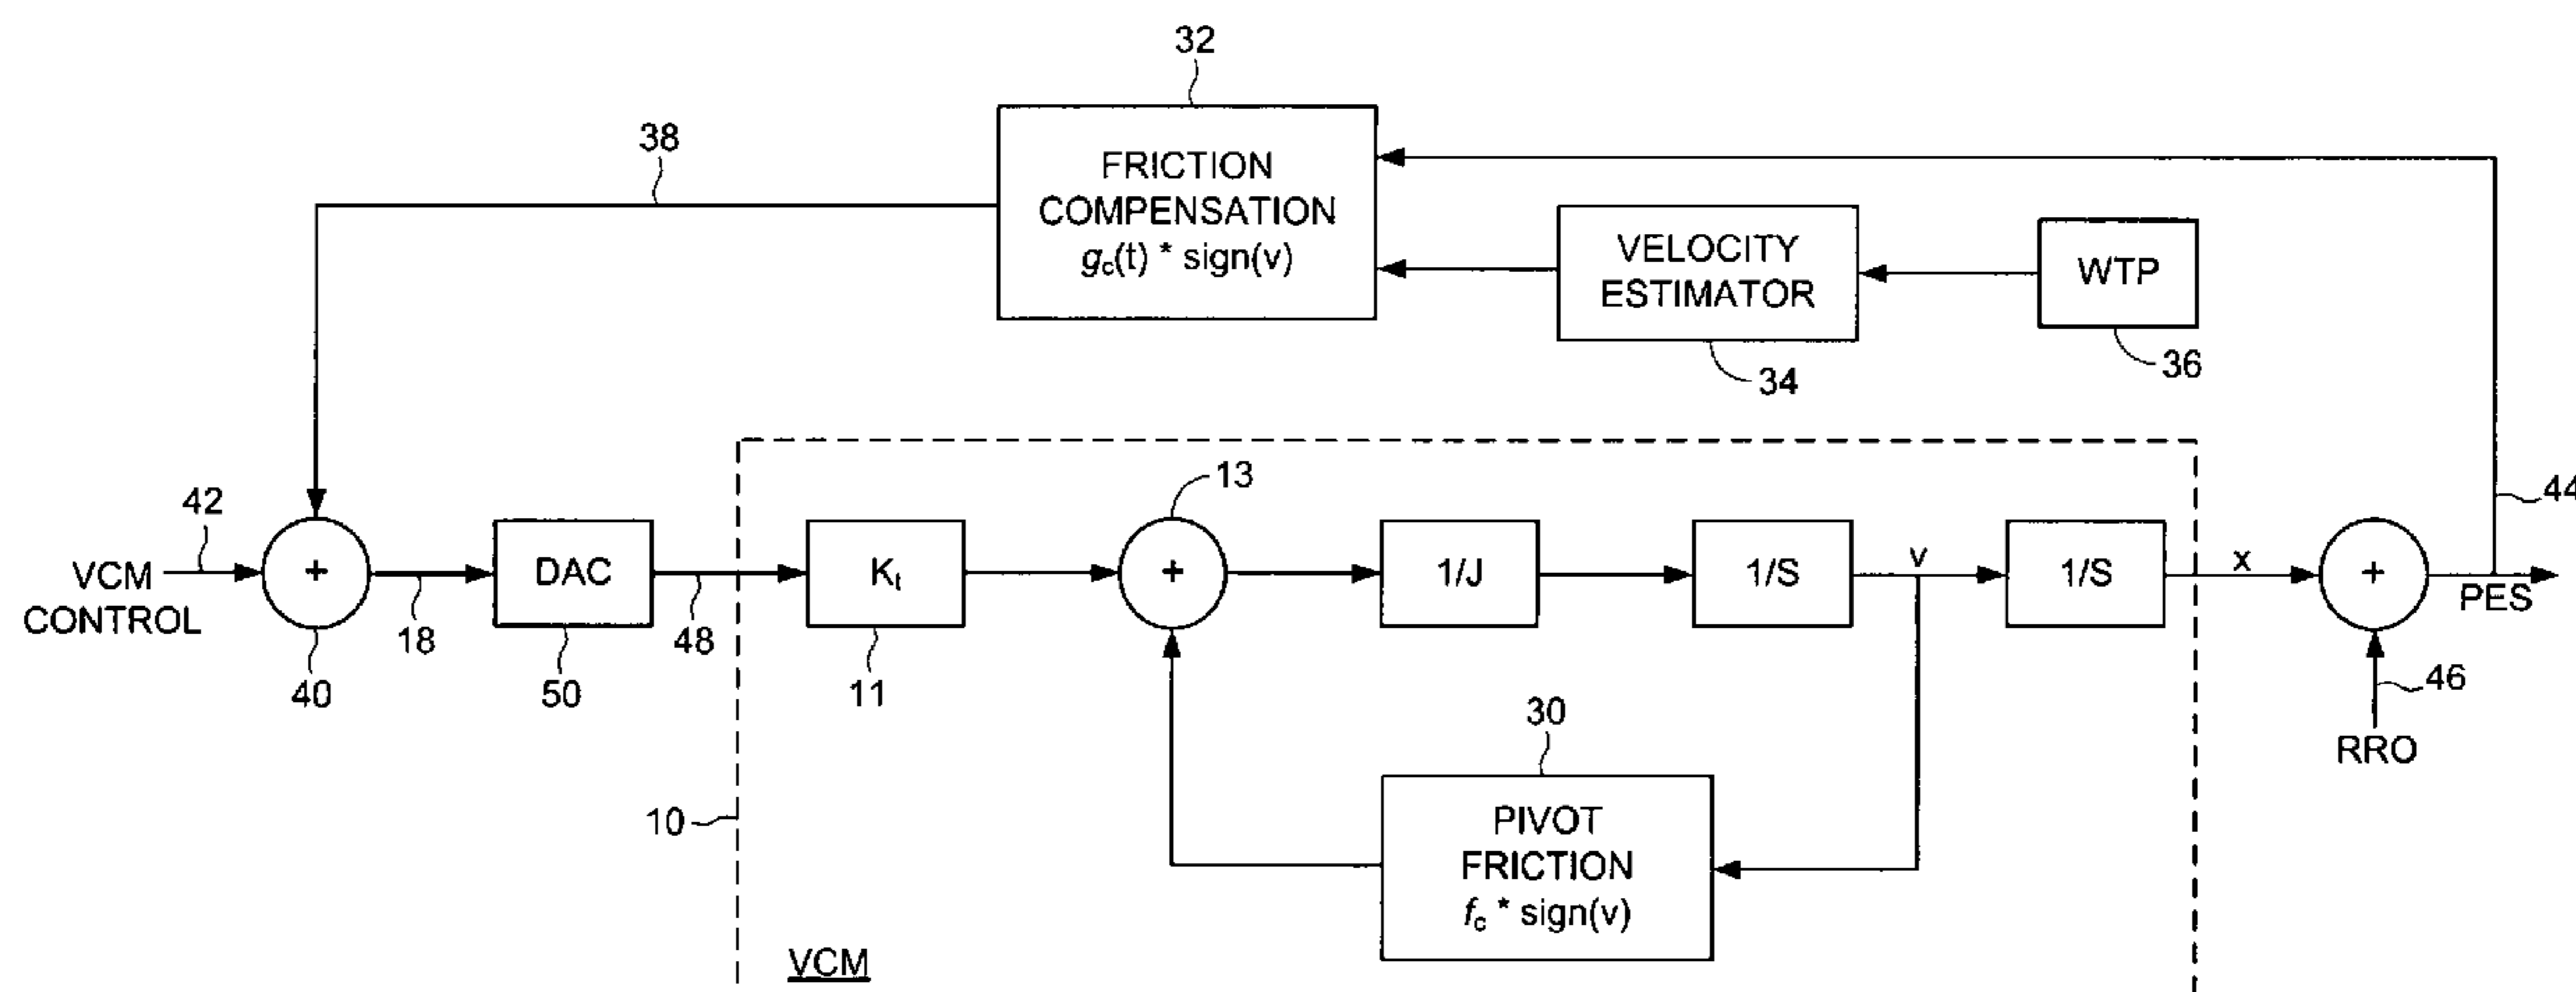 32
38
FRICTION
COMPENSATION
gc(t) * sign(v)
VELOCITY
ESTIMATOR
WTP
34
36
44
42
VCM
CONTROL
+
18
DAC
48
Kt
13
+
1/J
1/S
v
1/S
x
+
PES
40
50
11
46
RRO
30
PIVOT
FRICTION
fc * sign(v)
10
VCM